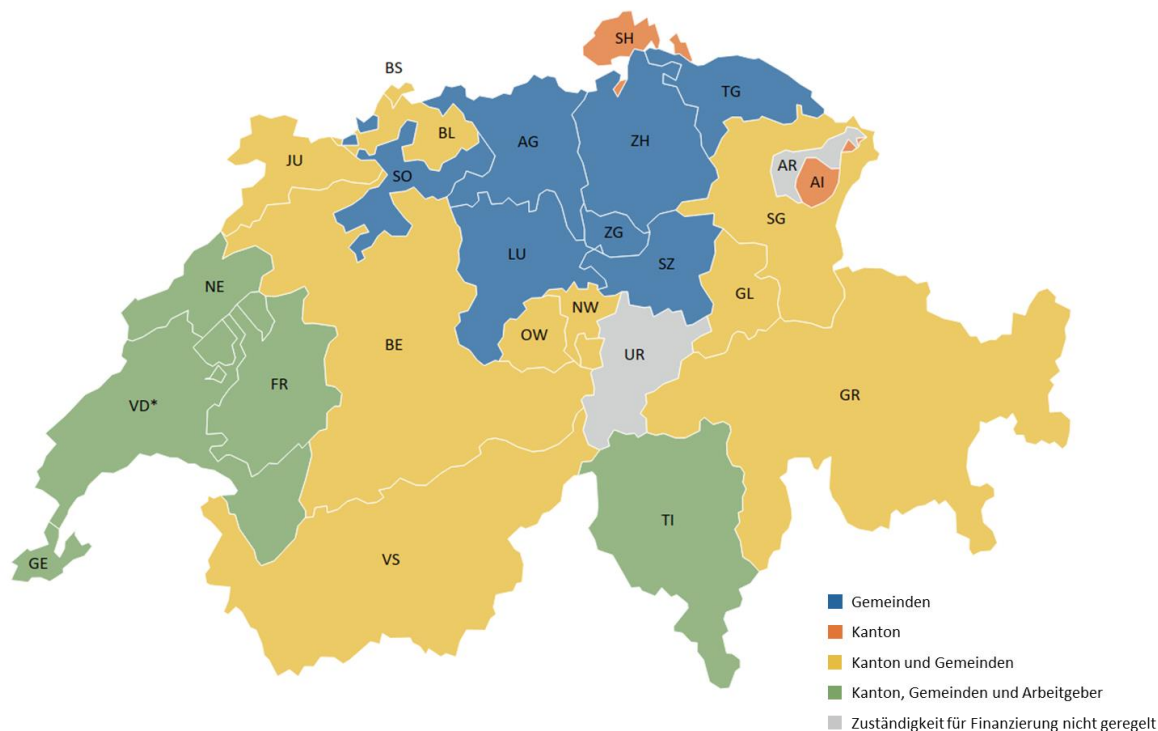 SH
BS
TG
BL
AG
ZH
JU
AR
SO
AI
SG
ZG
LU
SZ
NE
GL
NW
OW
BE
UR
FR
GR
VD*
TI
VS
GE
Gemeinden
Kanton
Kanton und Gemeinden
Kanton, Gemeinden und Arbeitgeber
Zuständigkeit für Finanzierung nicht geregelt